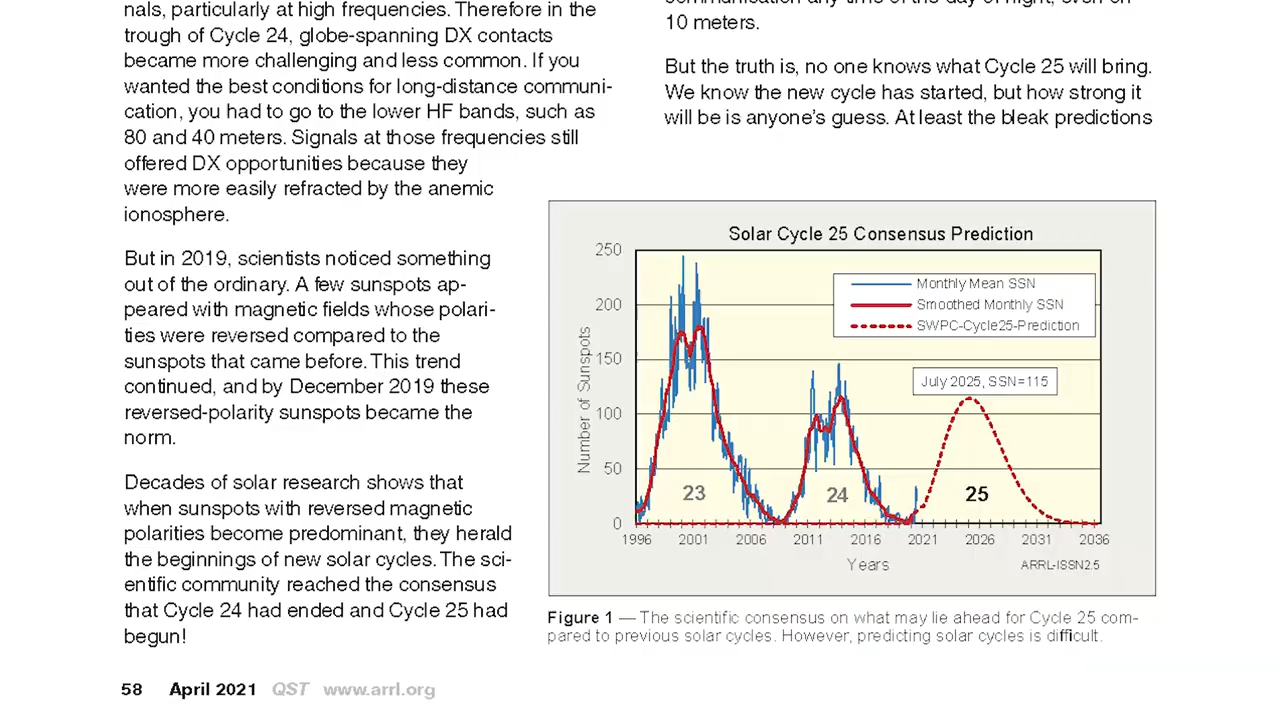 nals, particularly at high frequencies. Therefore in the
trough of Cycle 24, globe-spanning DX contacts
became more challenging and less common. If you
wanted the best conditions for long-distance communi-
cation, you had to go to the lower HF bands, such as
80 and 40 meters. Signals at those frequencies still
offered DX opportunities because they
were more easily refracted by the anemic
ionosphere.
But in 2019, scientists noticed something
out of the ordinary. A few sunspots ap-
peared with magnetic fields whose polari-
ties were reversed compared to the
sunspots that came before. This trend
continued, and by December 2019 these
reversed-polarity sunspots became the
norm.
Decades of solar research shows that
when sunspots with reversed magnetic
polarities become predominant, they herald
the beginnings of new solar cycles. The sci-
entific community reached the consensus
that Cycle 24 had ended and Cycle 25 had
begun!
communication any time of the day or night, even on
10 meters.
But the truth is, no one knows what Cycle 25 will bring.
We know the new cycle has started, but how strong it
will be is anyone's guess. At least the bleak predictions
Solar Cycle 25 Consensus Prediction
Number of Sunspots
250
200
150
100
50
0
Monthly Mean SSN
Smoothed Monthly SSN
SWPC-Cycle25-Prediction
July 2025, SSN=115
23
24
25
1996 2001 2006 2011 2016 2021 2026 2031 2036
Years
ARRL-ISSN2.5
Figure 1 — The scientific consensus on what may lie ahead for Cycle 25 com-
pared to previous solar cycles. However, predicting solar cycles is difficult.
58 April 2021 QST www.arrl.org